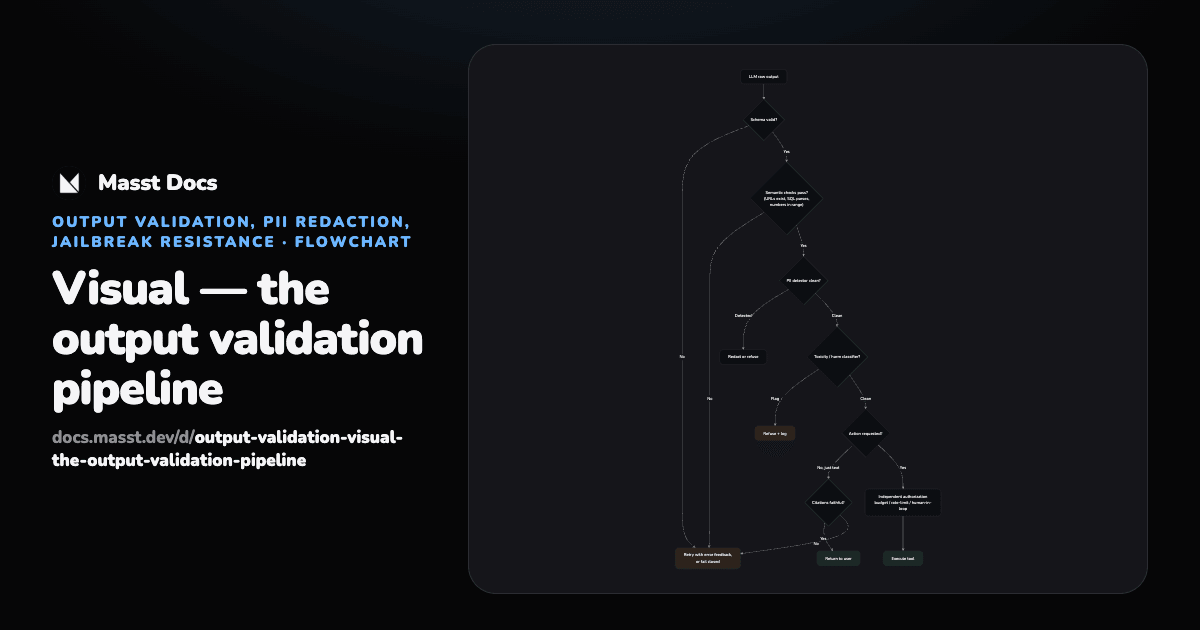 Masst Docs
OUTPUT VALIDATION, PII REDACTION,
JAILBREAK RESISTANCE · FLOWCHART
Visual — the
output validation
pipeline
docs.masst.dev/d/output-validation-visual-
the-output-validation-pipeline
LLM raw output
Schema valid?
Yes
Semantic checks pass?
(URLs exist, SQL parses,
numbers in range)
Yes
PII detector clean?
Detected
Clean
No
Redact or refuse
Toxicity / harm classifier?
No
Flag
Clean
Refuse + log
Action requested?
No, just text
Yes
Citations faithful?
Independent authorization
budget / rate-limit / human-in-
loop
Yes
No
Retry with error feedback,
or fail closed
Return to user
Execute tool